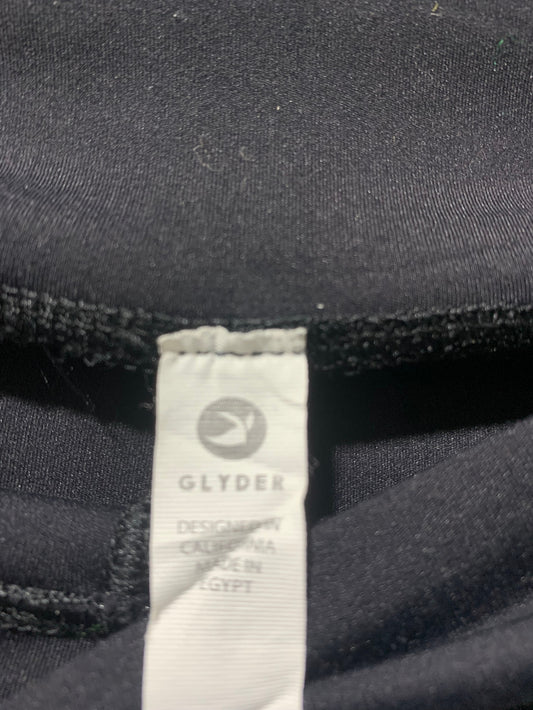 GLYDER
DESIGNED IN
CALIFORNIA
MADE IN
EGYPT